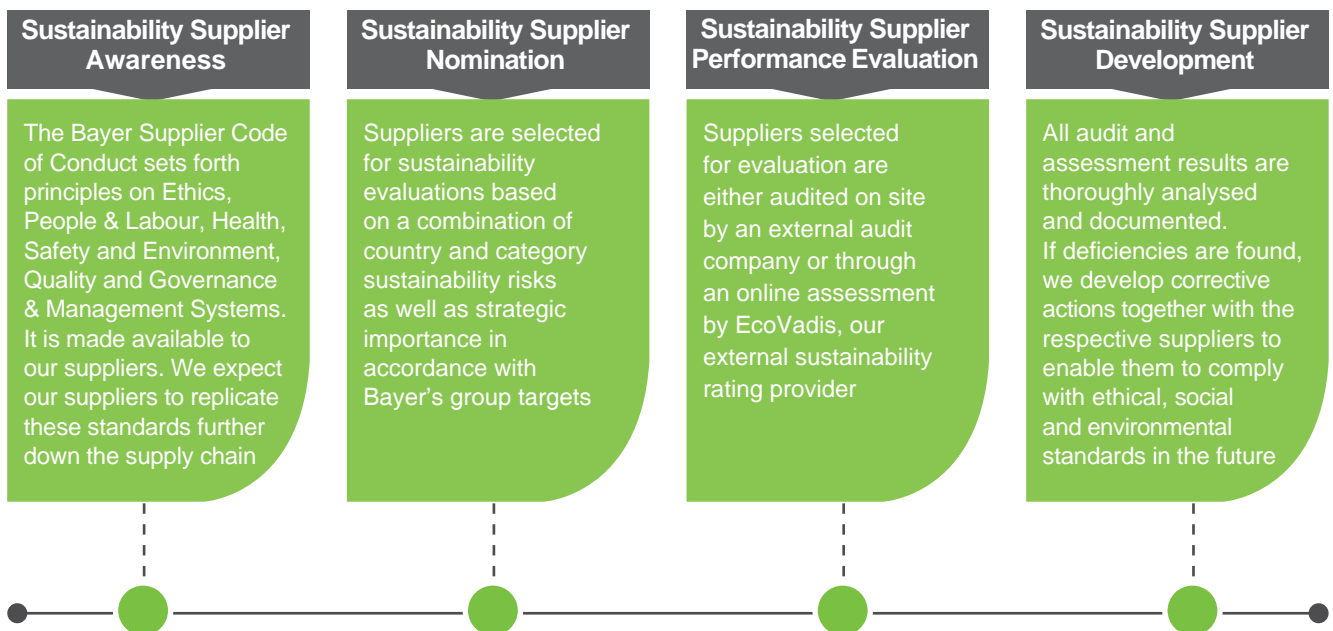 Sustainability Supplier
Awareness
The Bayer Supplier Code
of Conduct sets forth
principles on Ethics,
People & Labour, Health,
Safety and Environment,
Quality and Governance
& Management Systems.
It is made available to
our suppliers. We expect
our suppliers to replicate
these standards further
down the supply chain
Sustainability Supplier
Nomination
Suppliers are selected
for sustainability
evaluations based
on a combination of
country and category
sustainability risks
as well as strategic
importance in
accordance with
Bayer's group targets
Sustainability Supplier
Performance Evaluation
Suppliers selected
for evaluation are
either audited on site
by an external audit
company or through
an online assessment
by EcoVadis, our
external sustainability
rating provider
Sustainability Supplier
Development
All audit and
assessment results are
thoroughly analysed
and documented.
If deficiencies are found,
we develop corrective
actions together with the
respective suppliers to
enable them to comply
with ethical, social
and environmental
standards in the future